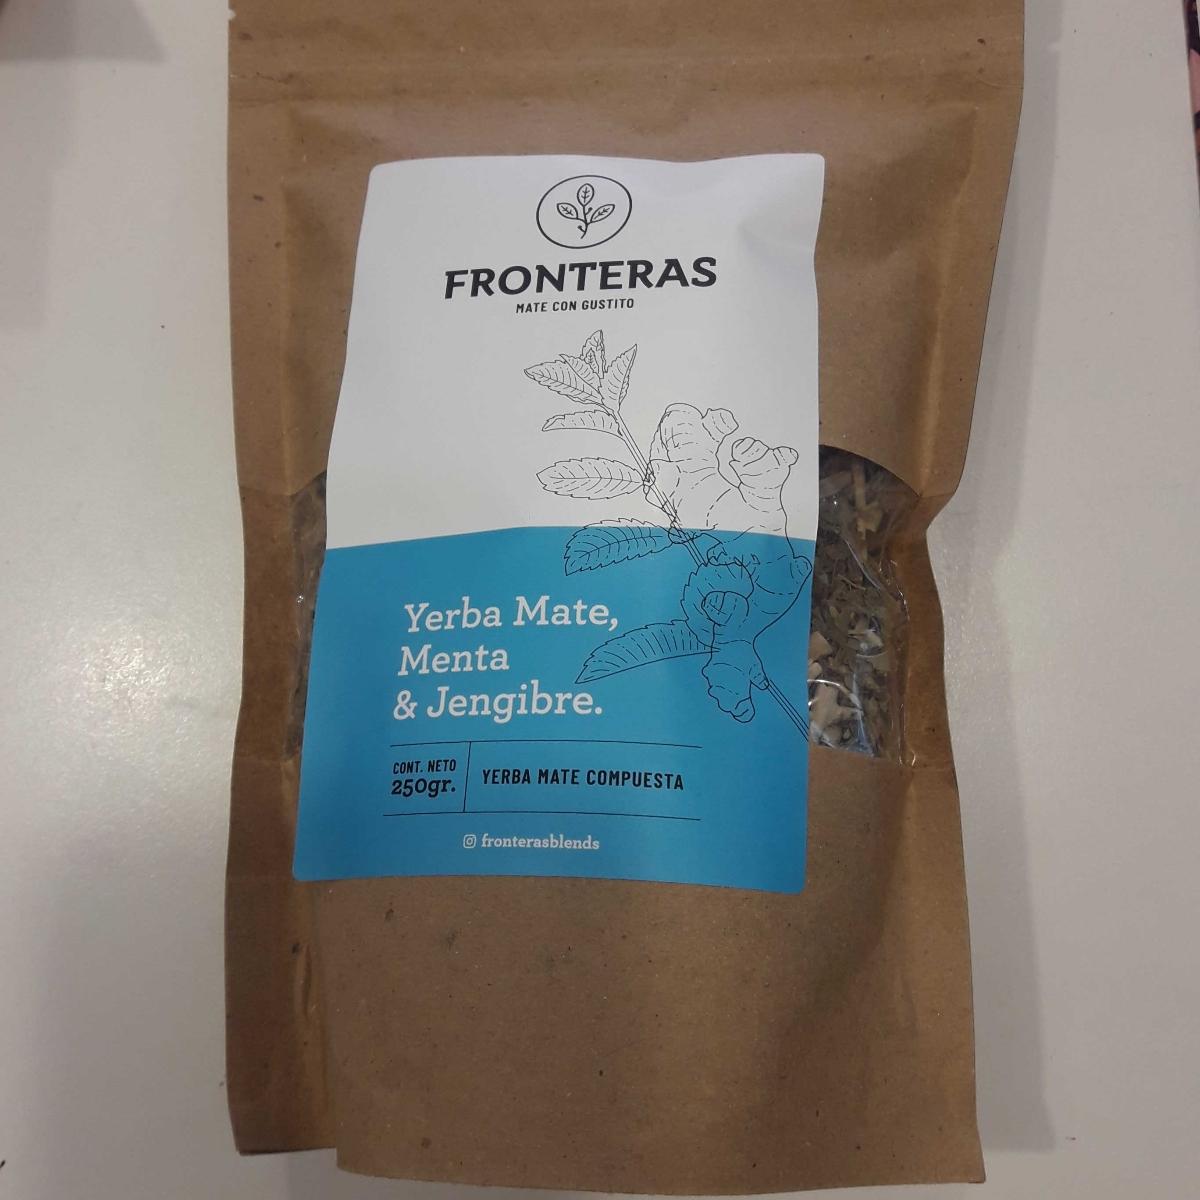 FRONTERAS
MATE CON GUSTITO
Yerba Mate,
Menta
& Jengibre.
CONT. NETO
250gr.
YERBA MATE COMPUESTA
fronterasblends